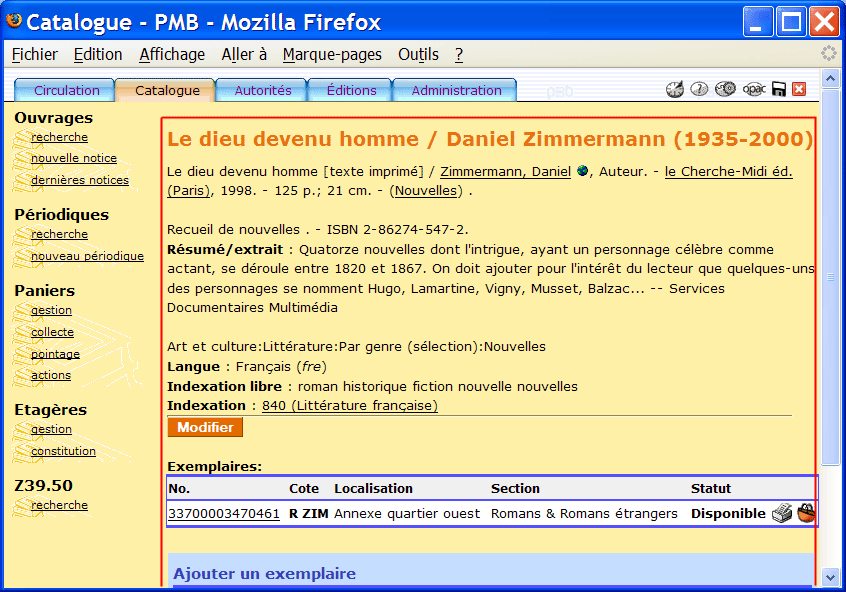 Catalogue - PMB - Mozilla Firefox
Fichier Edition Affichage Aller à Marque-pages Outils ?
Circulation Catalogue Autorités Éditions Administration opac
Ouvrages
recherche
nouvelle notice
dernières notices
Périodiques
recherche
nouveau périodique
Paniers
gestion
collecte
pointage
actions
Etagères
gestion
constitution
Z39.50
recherche
Le dieu devenu homme / Daniel Zimmermann (1935-2000)
Le dieu devenu homme [texte imprimé] / Zimmermann, Daniel , Auteur. - le Cherche-Midi éd.
(Paris), 1998. - 125 p.; 21 cm. - (Nouvelles) .
Recueil de nouvelles . - ISBN 2-86274-547-2.
Résumé/extrait : Quatorze nouvelles dont l'intrigue, ayant un personnage célèbre comme
actant, se déroule entre 1820 et 1867. On doit ajouter pour l'intérêt du lecteur que quelques-uns
des personnages se nomment Hugo, Lamartine, Vigny, Musset, Balzac... -- Services
Documentaires Multimédia
Art et culture:Littérature:Par genre (sélection):Nouvelles
Langue : Français (fre)
Indexation libre : roman historique fiction nouvelle nouvelles
Indexation : 840 (Littérature française)
Modifier
Exemplaires:
No. Cote Localisation Section Statut
33700003470461 R ZIM Annexe quartier ouest Romans & Romans étrangers Disponible
Ajouter un exemplaire